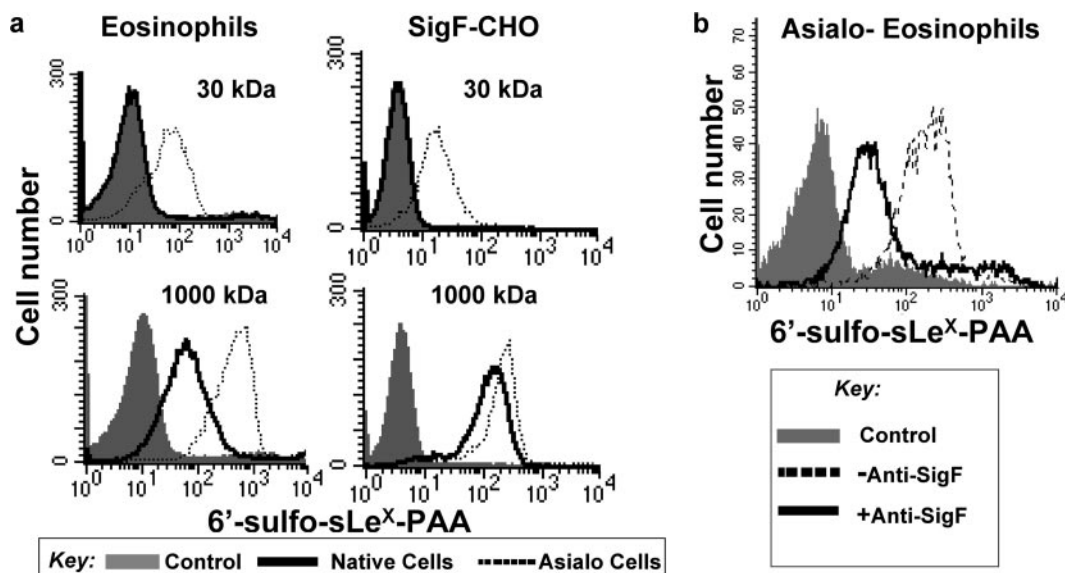 a
Eosinophils
SigF-CHO
300
30 kDa
0
10^0 10^1 10^2 10^3 10^4
300
30 kDa
0
10^0 10^1 10^2 10^3 10^4
Cell number
300
1000 kDa
0
10^0 10^1 10^2 10^3 10^4
300
1000 kDa
0
10^0 10^1 10^2 10^3 10^4
6'-sulfo-sLe^X-PAA
Key: Control Native Cells Asialo Cells
b
Asialo- Eosinophils
Cell number
70
60
50
40
30
20
10
0
10^0 10^1 10^2 10^3 10^4
6'-sulfo-sLe^X-PAA
Key:
Control
-Anti-SigF
+Anti-SigF